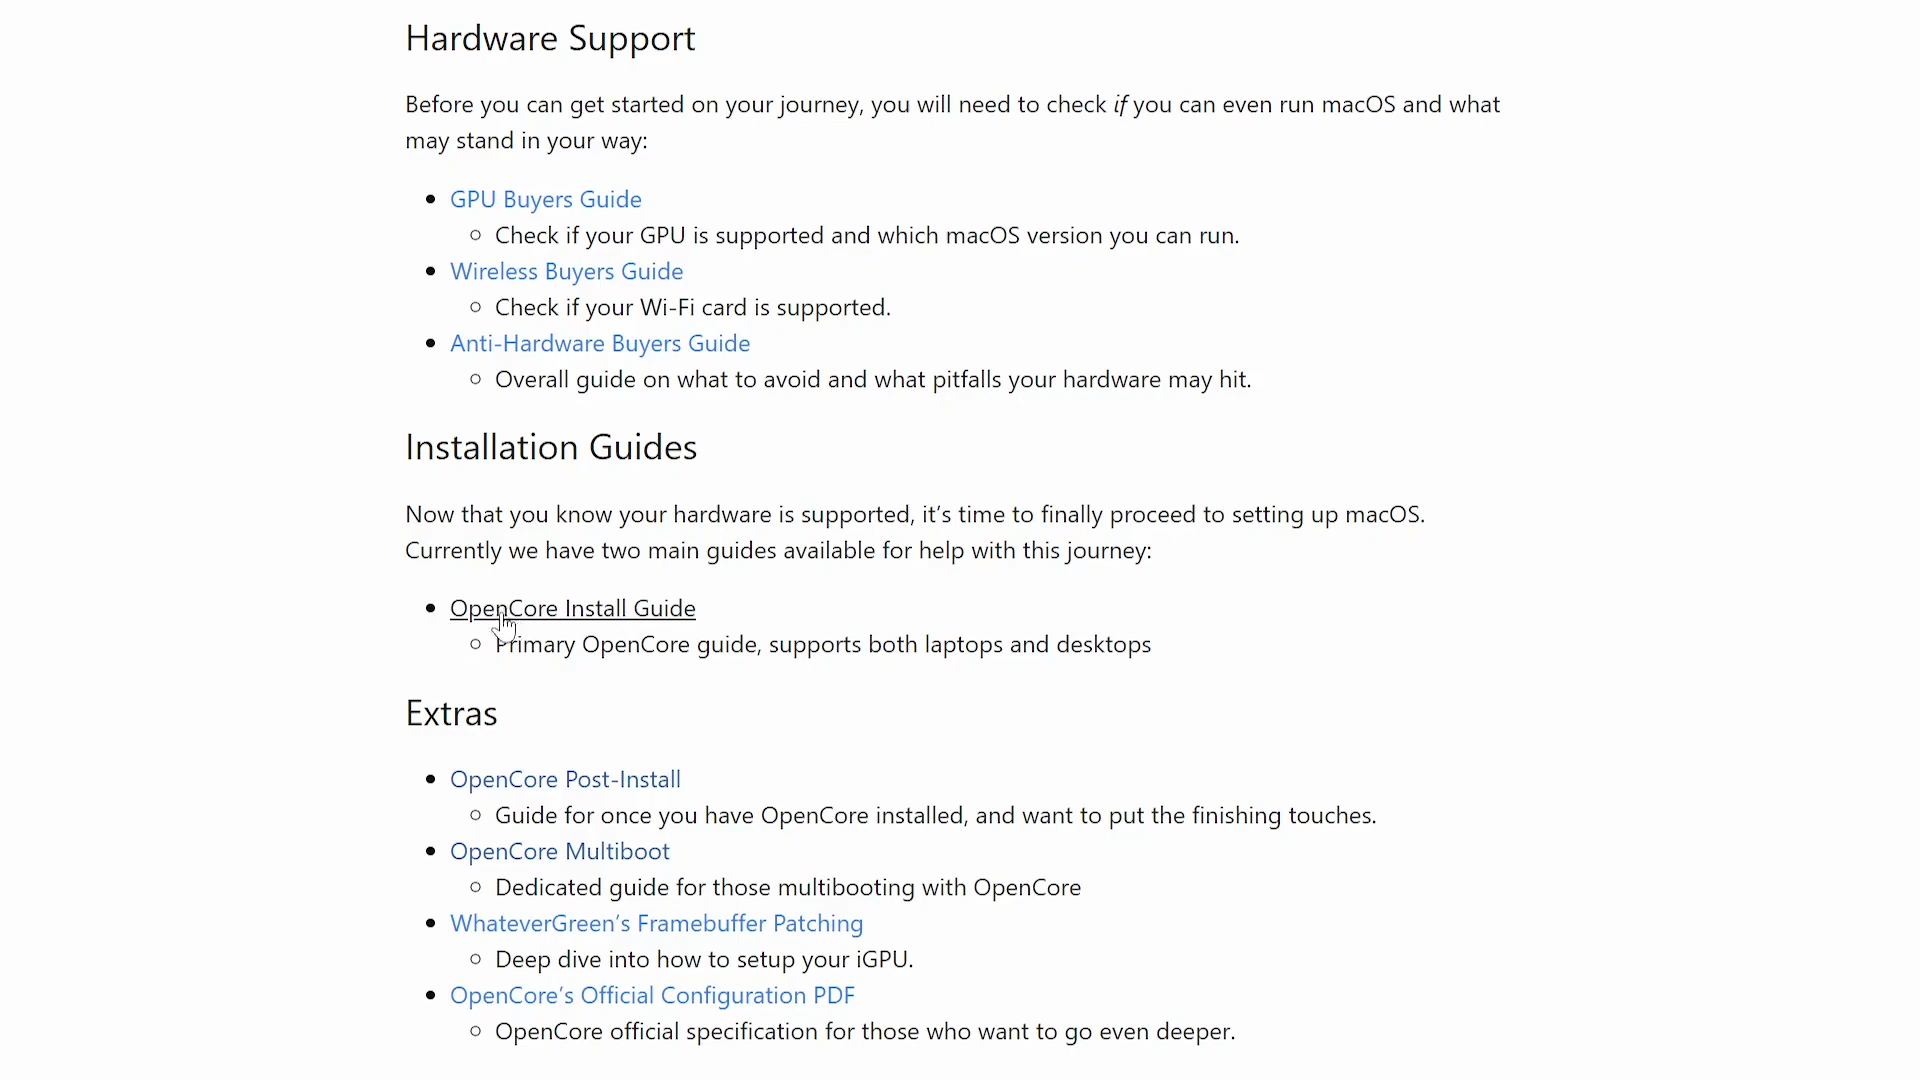 Hardware Support
Before you can get started on your journey, you will need to check if you can even run macOS and what
may stand in your way:
GPU Buyers Guide
Check if your GPU is supported and which macOS version you can run.
Wireless Buyers Guide
Check if your Wi-Fi card is supported.
Anti-Hardware Buyers Guide
Overall guide on what to avoid and what pitfalls your hardware may hit.
Installation Guides
Now that you know your hardware is supported, it’s time to finally proceed to setting up macOS.
Currently we have two main guides available for help with this journey:
OpenCore Install Guide
Primary OpenCore guide, supports both laptops and desktops
Extras
OpenCore Post-Install
Guide for once you have OpenCore installed, and want to put the finishing touches.
OpenCore Multiboot
Dedicated guide for those multibooting with OpenCore
WhateverGreen’s Framebuffer Patching
Deep dive into how to setup your iGPU.
OpenCore’s Official Configuration PDF
OpenCore official specification for those who want to go even deeper.